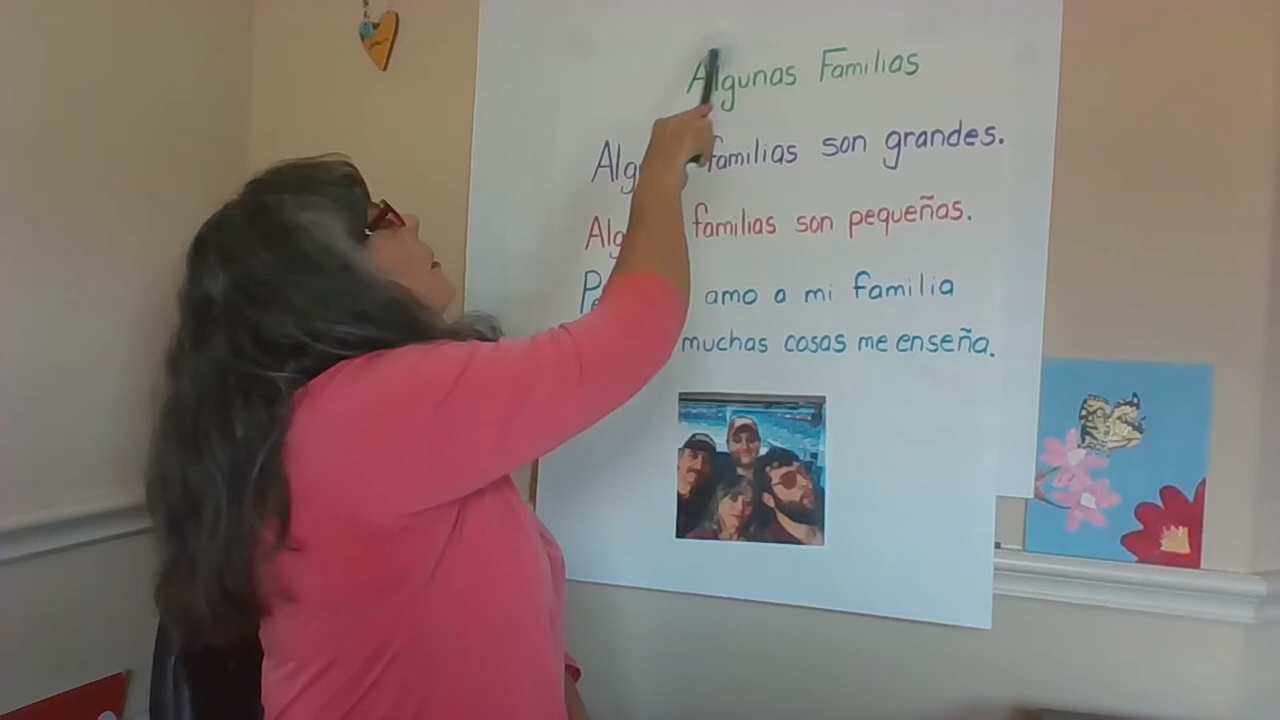 Algunas Familias
familias son grandes.
familias son pequeñas.
amo a mi familia
muchas cosas me enseña.